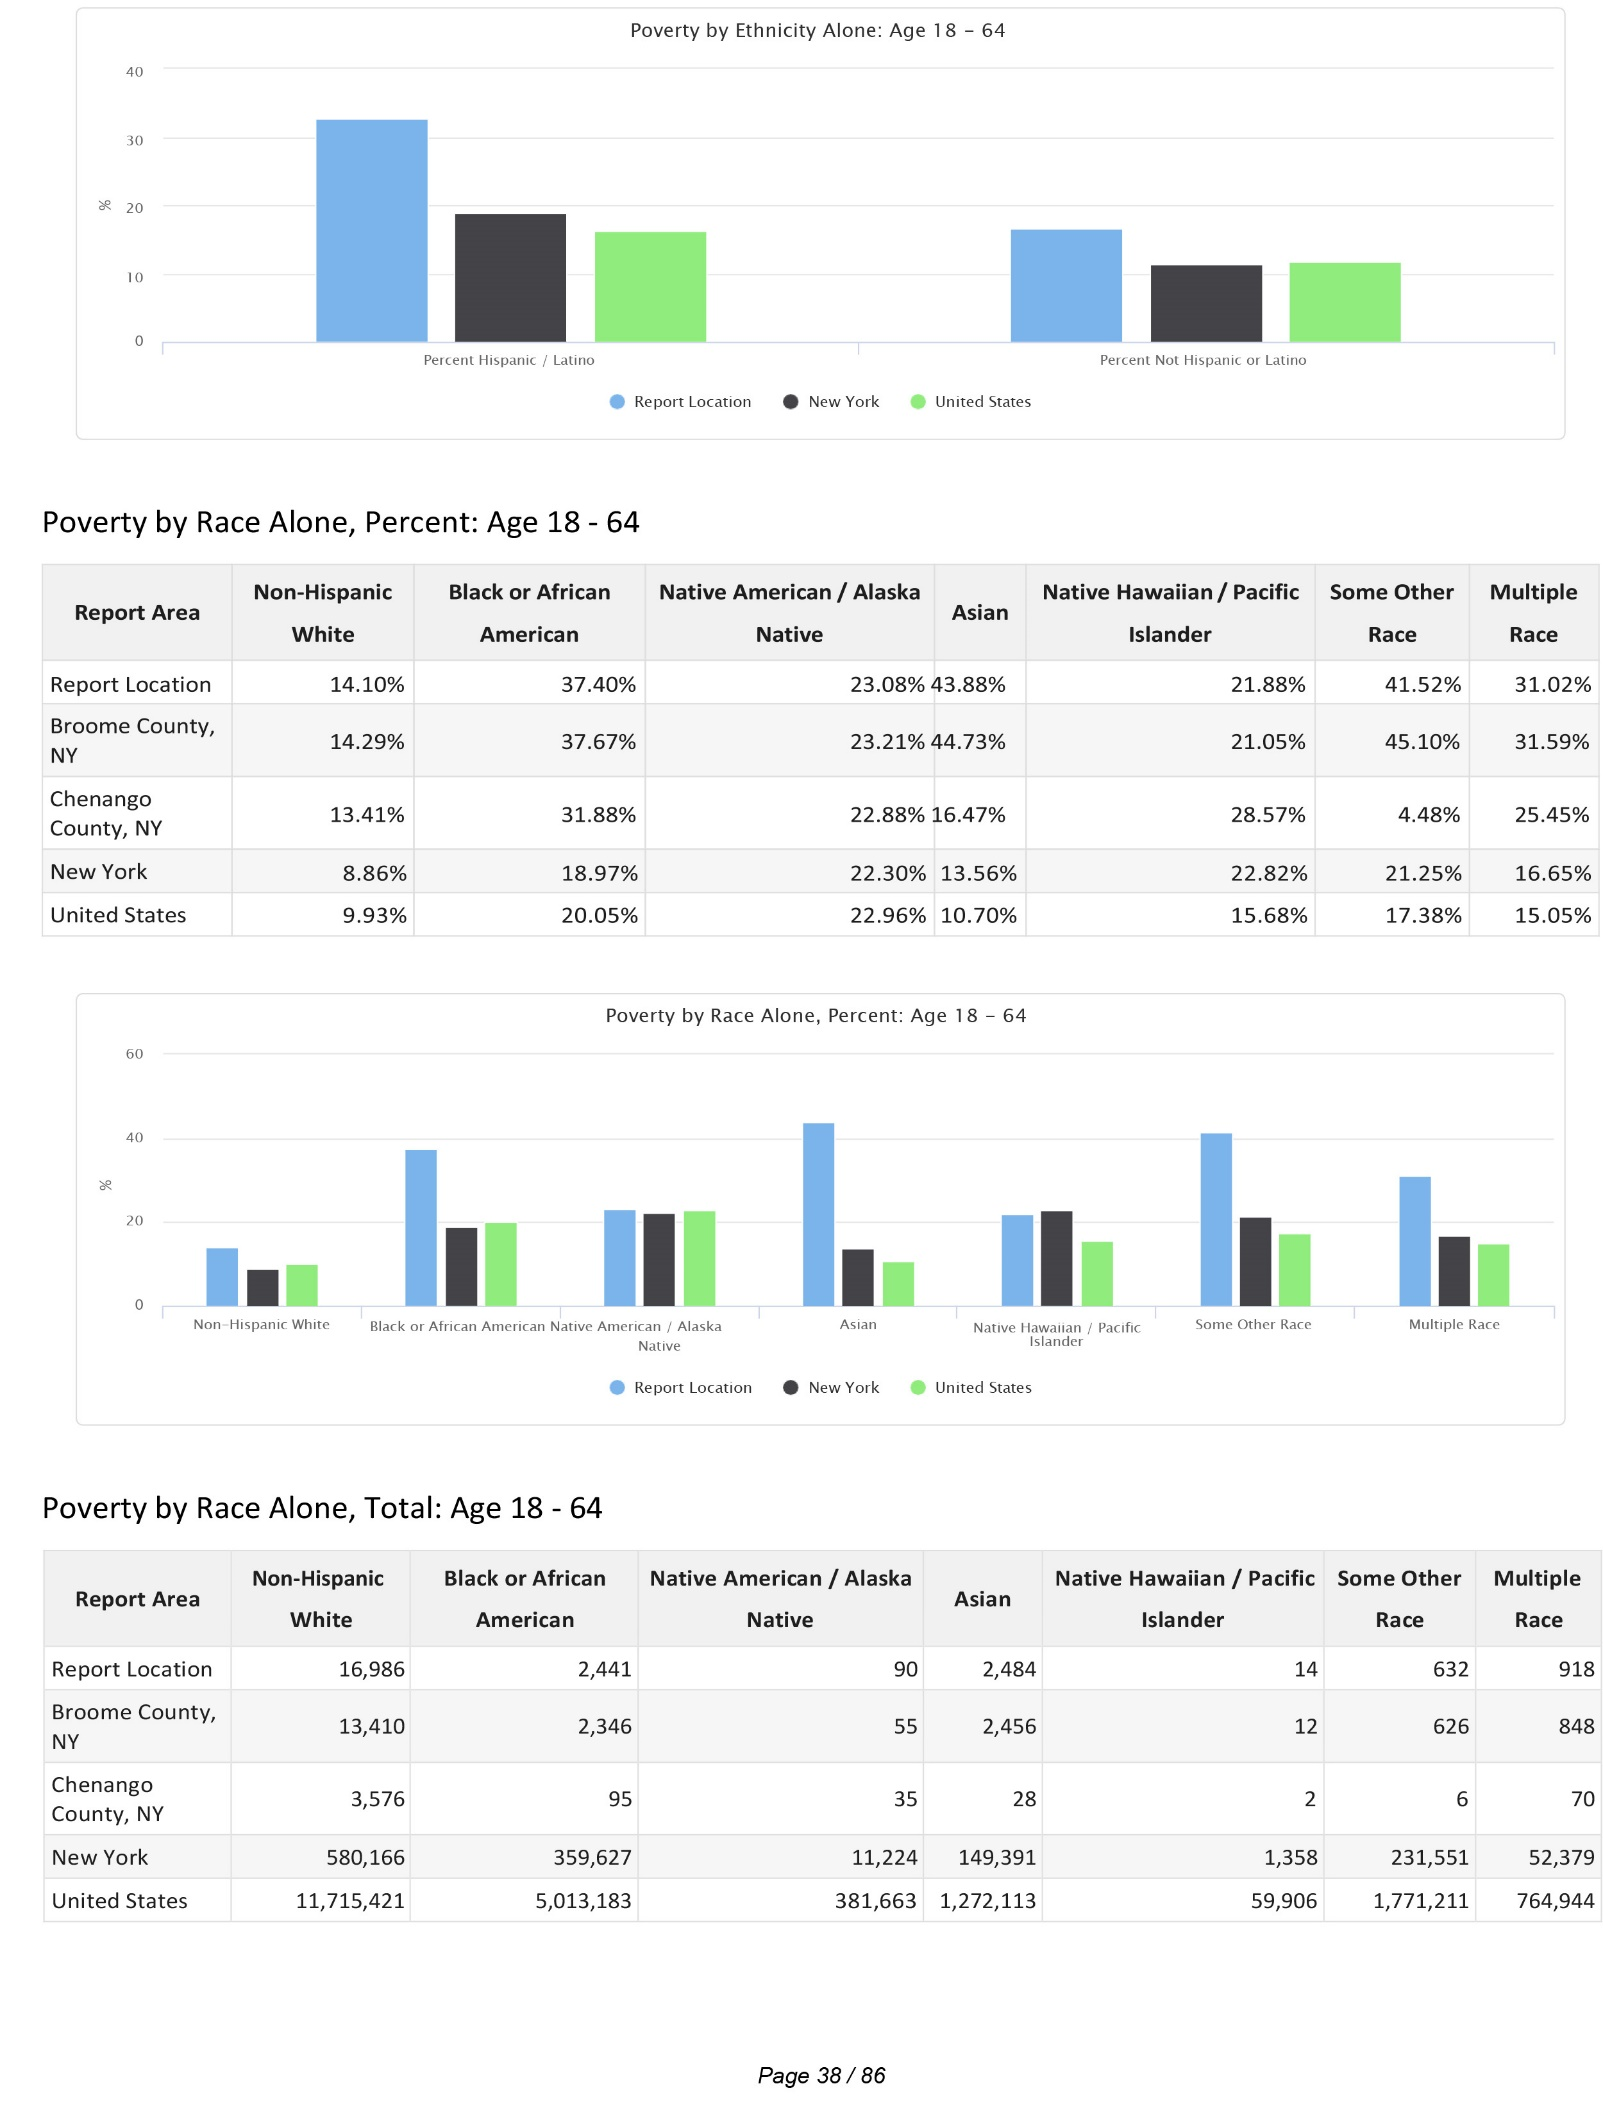 Poverty by Ethnicity Alone: Age 18 – 64
40
30
%
20
10
0
Percent Hispanic / Latino Percent Not Hispanic or Latino
Report Location New York United States
Poverty by Race Alone, Percent: Age 18 - 64
Report Area Non-Hispanic White Black or African American Native American / Alaska Native Asian Native Hawaiian / Pacific Islander Some Other Race Multiple Race
Report Location 14.10% 37.40% 23.08% 43.88% 21.88% 41.52% 31.02%
Broome County, NY 14.29% 37.67% 23.21% 44.73% 21.05% 45.10% 31.59%
Chenango County, NY 13.41% 31.88% 22.88% 16.47% 28.57% 4.48% 25.45%
New York 8.86% 18.97% 22.30% 13.56% 22.82% 21.25% 16.65%
United States 9.93% 20.05% 22.96% 10.70% 15.68% 17.38% 15.05%
Poverty by Race Alone, Percent: Age 18 – 64
60
40
%
20
0
Non–Hispanic White Black or African American Native American / Alaska Native Asian Native Hawaiian / Pacific Islander Some Other Race Multiple Race
Report Location New York United States
Poverty by Race Alone, Total: Age 18 - 64
Report Area Non-Hispanic White Black or African American Native American / Alaska Native Asian Native Hawaiian / Pacific Islander Some Other Race Multiple Race
Report Location 16,986 2,441 90 2,484 14 632 918
Broome County, NY 13,410 2,346 55 2,456 12 626 848
Chenango County, NY 3,576 95 35 28 2 6 70
New York 580,166 359,627 11,224 149,391 1,358 231,551 52,379
United States 11,715,421 5,013,183 381,663 1,272,113 59,906 1,771,211 764,944
Page 38 / 86